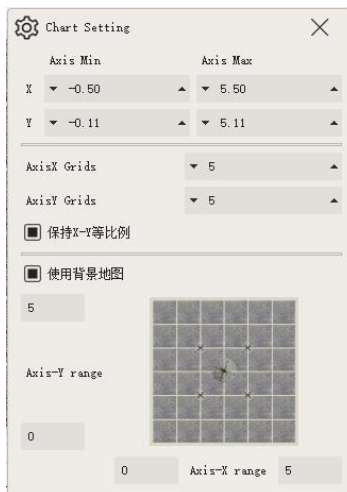 Chart Setting
Axis Min Axis Max
X -0.50 5.50
Y -0.11 5.11
AxisX Grids 5
AxisY Grids 5
保持X-Y等比例
使用背景地图
5
Axis-Y range
0
0 Axis-X range 5